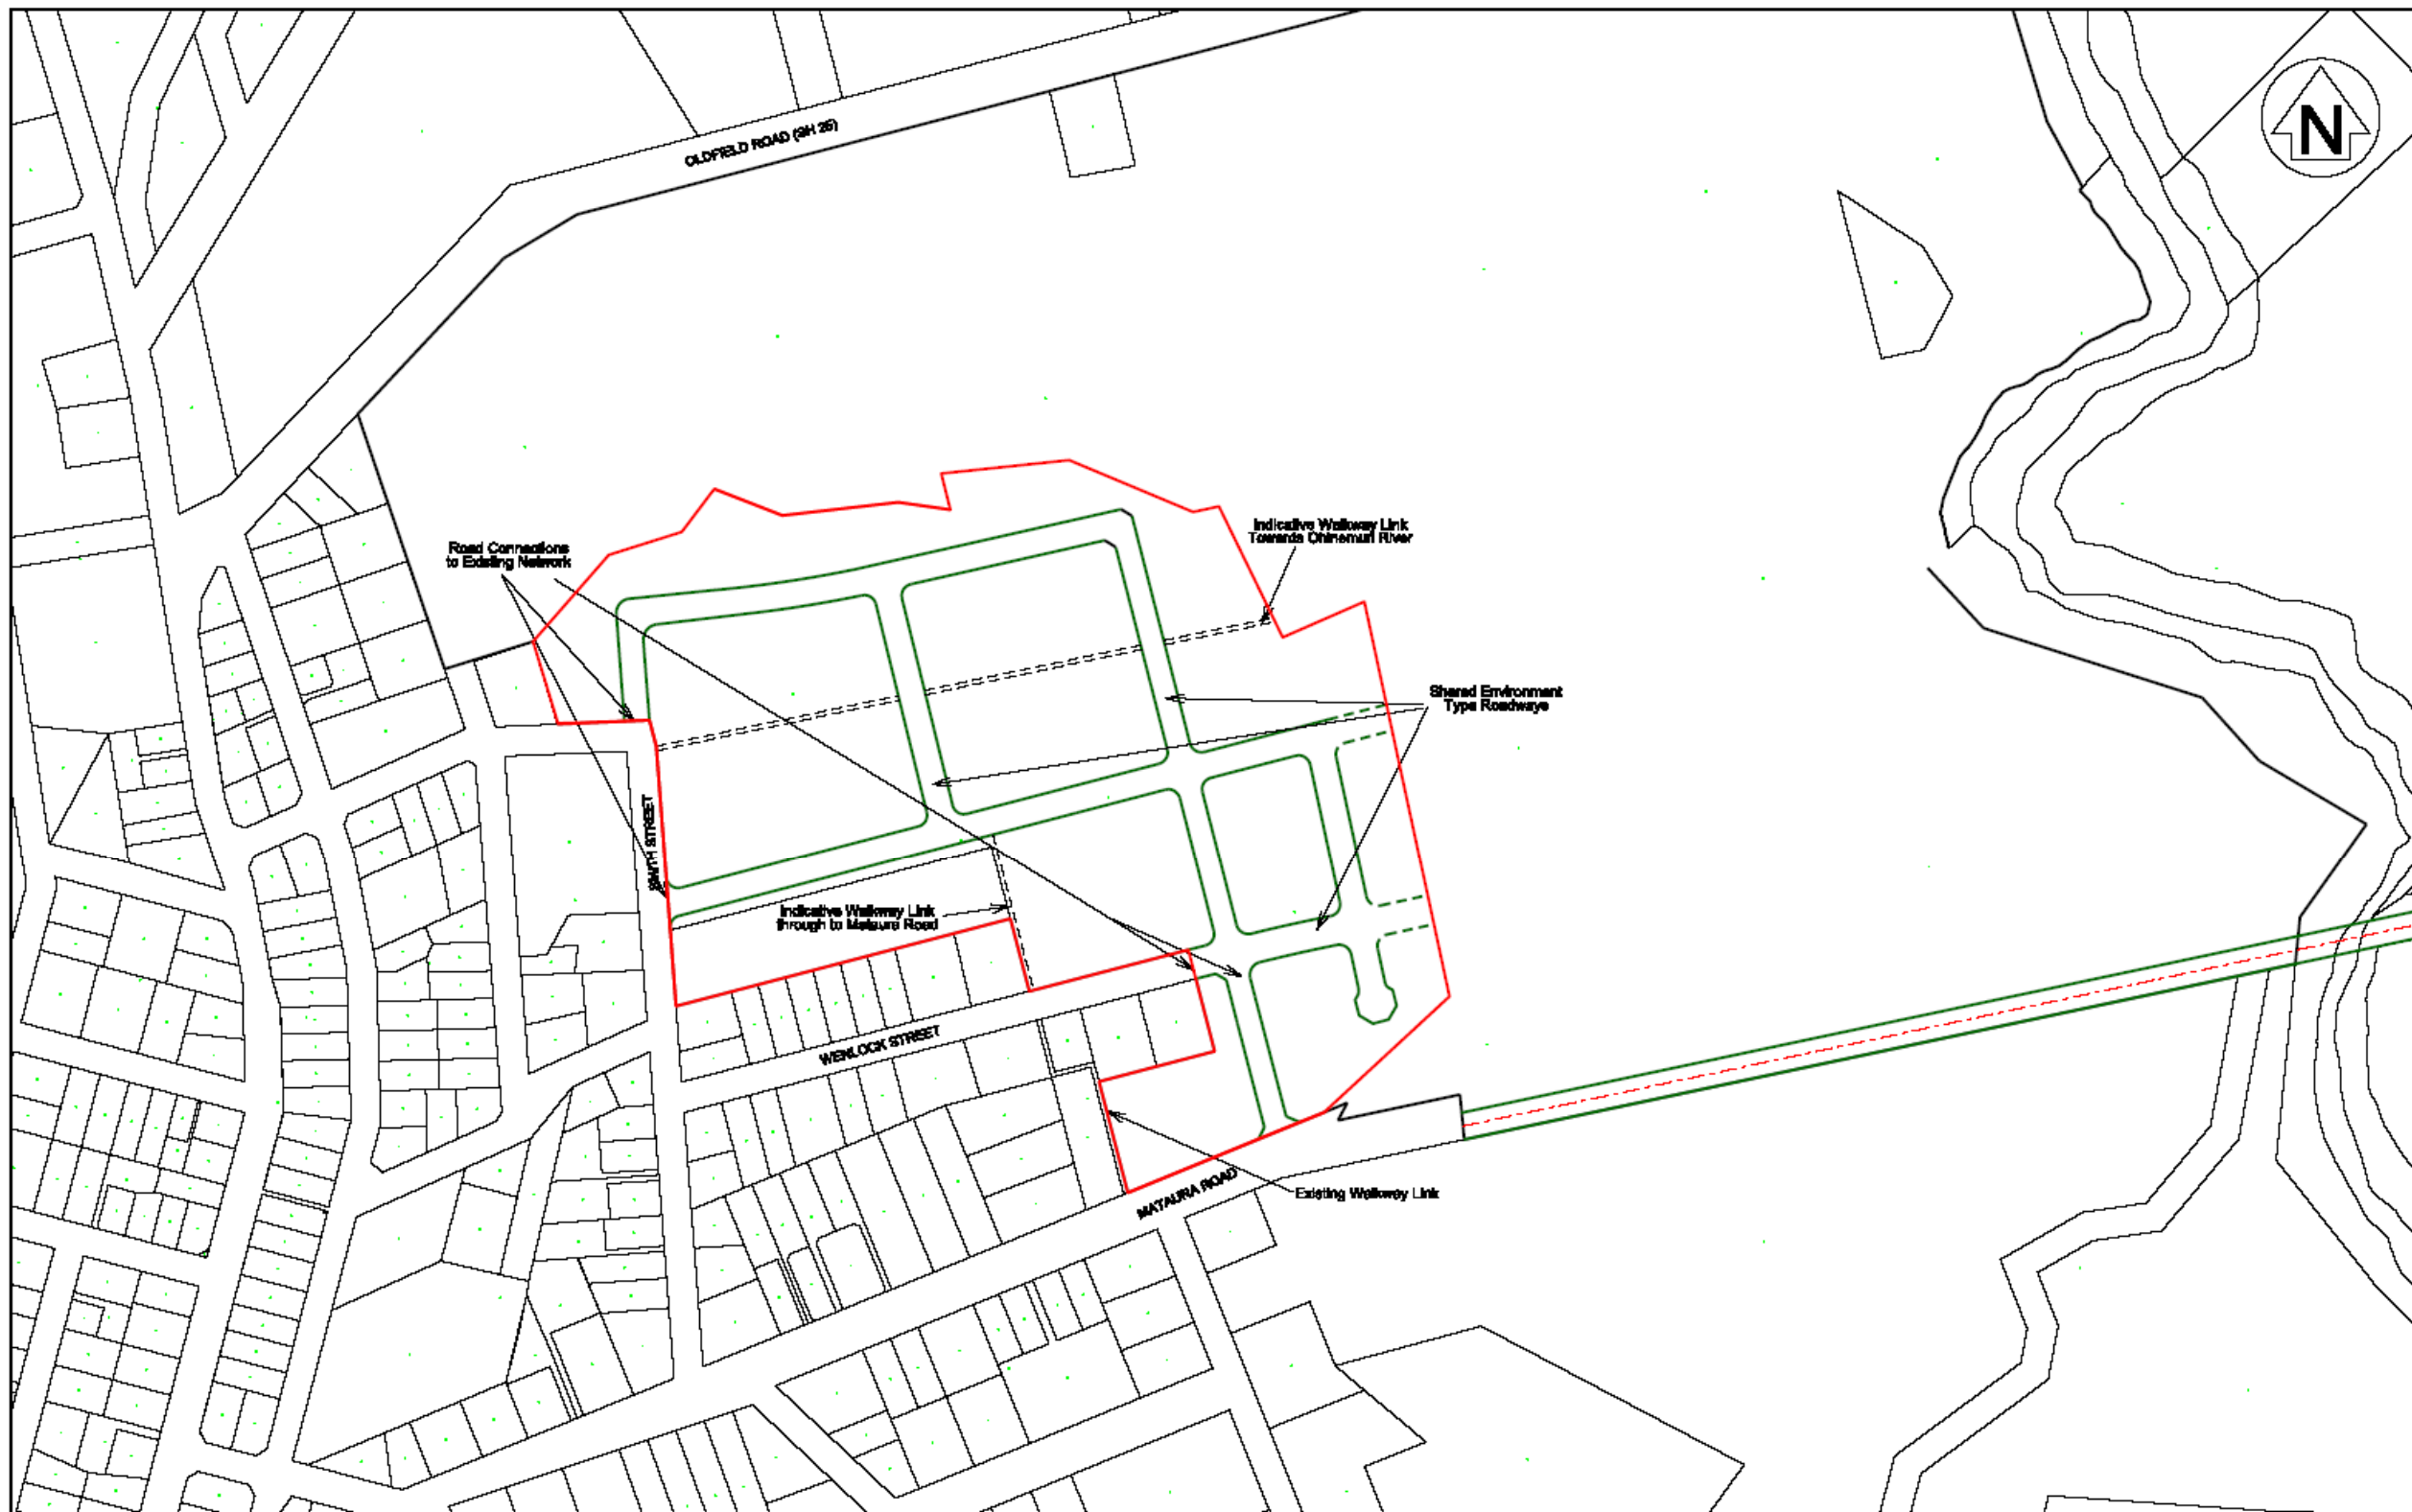 OLDFIELD ROAD (SH 25)
N
Road Connections
to Existing Network
Indicative Walkway Link
Towards Ohinemuri River
Shared Environment
Type Roadways
SMITH STREET
Indicative Walkway Link
through to Mataura Road
WENLOCK STREET
MATAURA ROAD
Existing Walkway Link